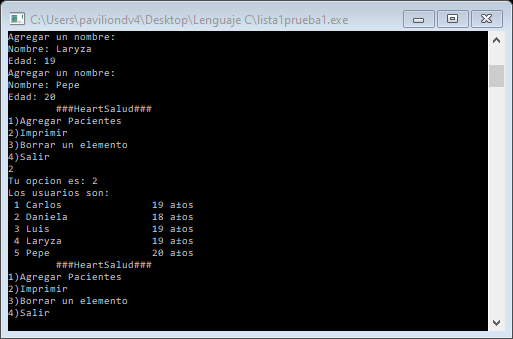 C:\Users\paviliondv4\Desktop\Lenguaje C\lista1prueba1.exe
Agregar un nombre:
Nombre: Laryza
Edad: 19
Agregar un nombre:
Nombre: Pepe
Edad: 20
###HeartSalud###
1)Agregar Pacientes
2)Imprimir
3)Borrar un elemento
4)Salir
2
Tu opcion es: 2
Los usuarios son:
1 Carlos 19 a±os
2 Daniela 18 a±os
3 Luis 19 a±os
4 Laryza 19 a±os
5 Pepe 20 a±os
###HeartSalud###
1)Agregar Pacientes
2)Imprimir
3)Borrar un elemento
4)Salir